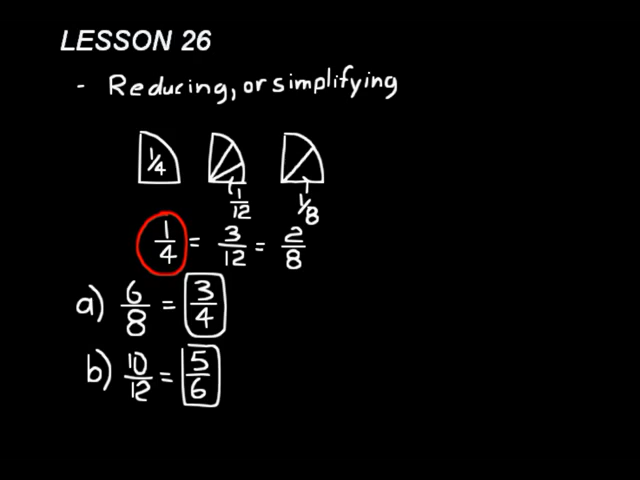 LESSON 26
- Reducing, or simplifying
1/4
1/12
1/8
1/4 = 3/12 = 2/8
a) 6/8 = 3/4
b) 10/12 = 5/6